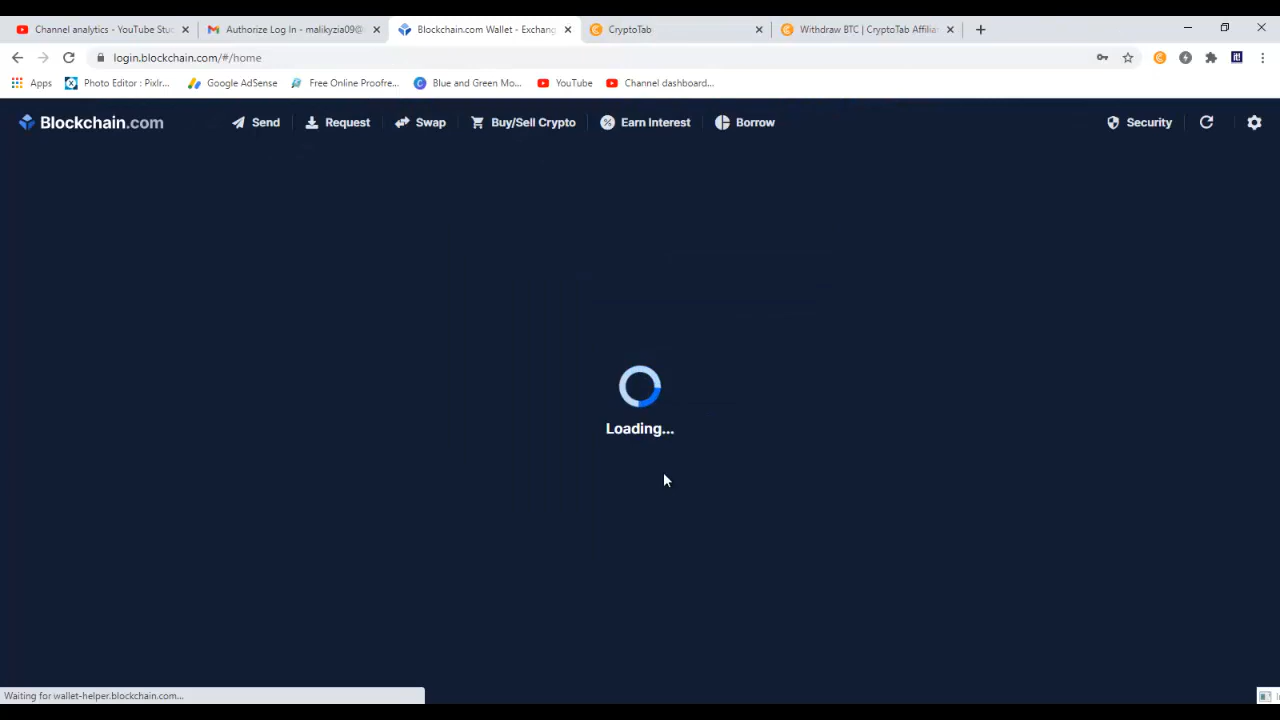 Channel analytics - YouTube Stu
Authorize Log In - malikyzia09@
Blockchain.com Wallet - Exchang
CryptoTab
Withdraw BTC | CryptoTab Affilia
login.blockchain.com/#/home
Apps
Photo Editor : Pixlr...
Google AdSense
Free Online Proofre...
Blue and Green Mo...
YouTube
Channel dashboard...
Blockchain.com
Send
Request
Swap
Buy/Sell Crypto
Earn Interest
Borrow
Security
Loading...
Waiting for wallet-helper.blockchain.com...